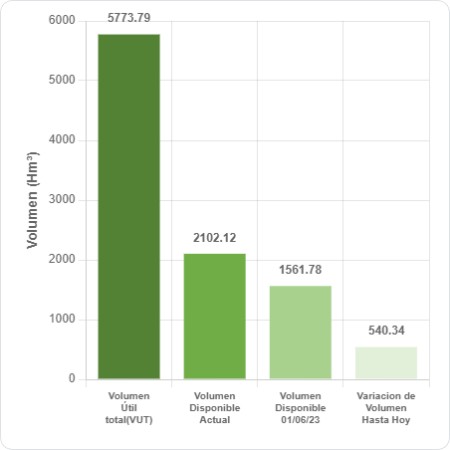 6000
5773.79
5000
4000
3000
2102.12
2000
1561.78
1000
540.34
0
Volumen (Hm³)
Volumen
Útil
total(VUT)
Volumen
Disponible
Actual
Volumen
Disponible
01/06/23
Variacion de
Volumen
Hasta Hoy